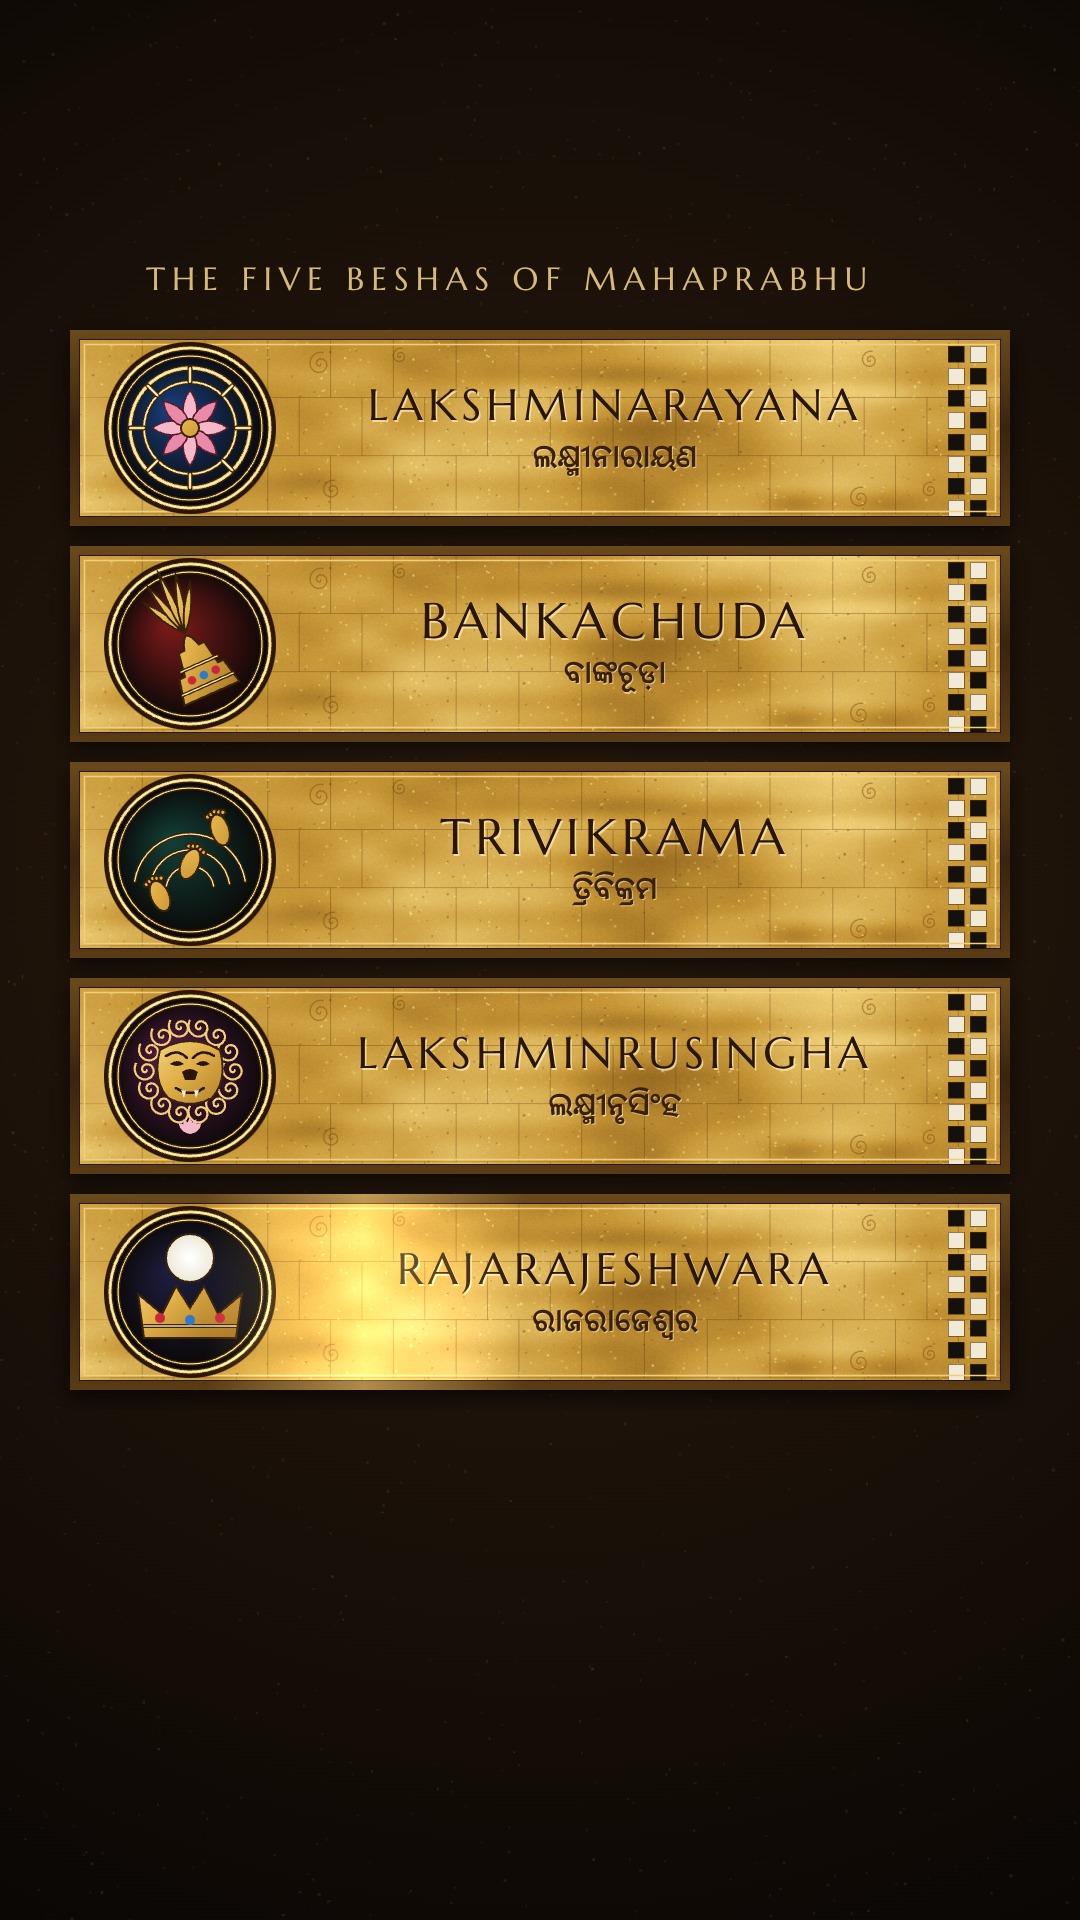 THE FIVE BESHAS OF MAHAPRABHU
LAKSHMINARAYANA
ଲକ୍ଷ୍ମୀନାରାୟଣ
BANKACHUDA
ବାଙ୍କଚୂଡ଼ା
TRIVIKRAMA
ତ୍ରିବିକ୍ରମ
LAKSHMINRUSINGHA
ଲକ୍ଷ୍ମୀନୃସିଂହ
RAJARAJESHWARA
ରାଜରାଜେଶ୍ୱର